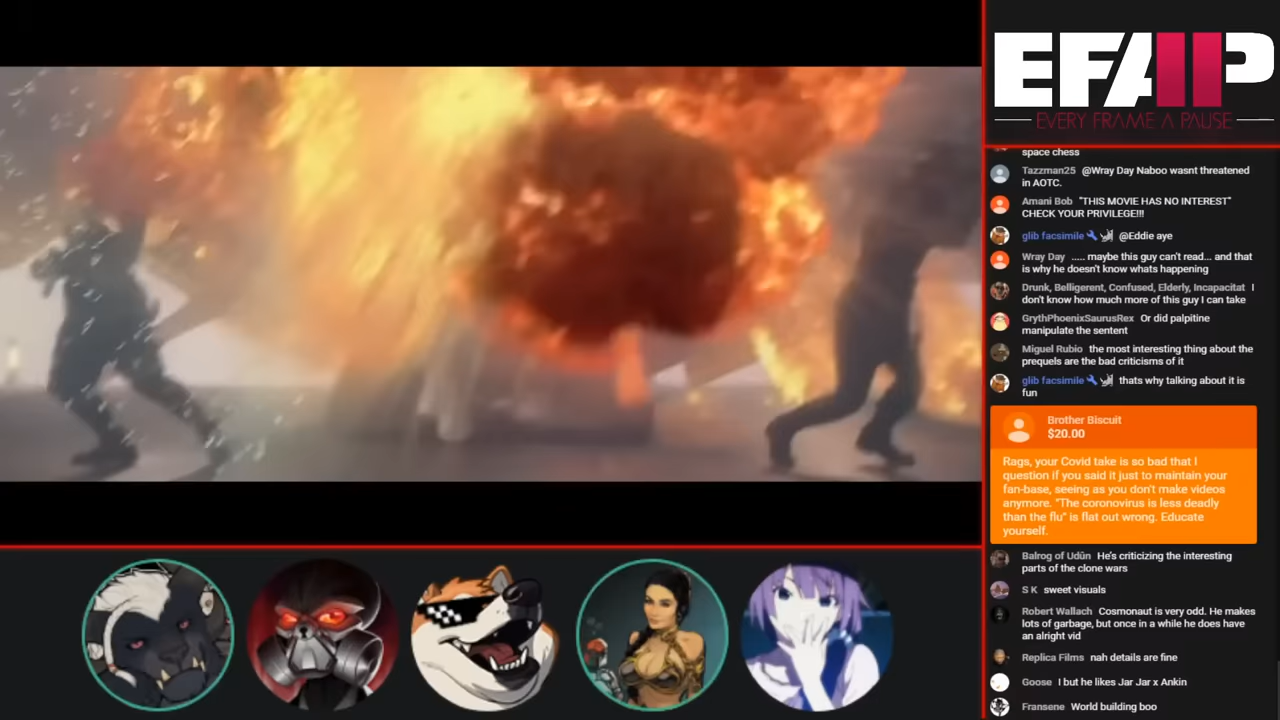 EFAP
EVERY FRAME A PAUSE
space chess
Tazzman25 @Wray Day Naboo wasnt threatened
in AOTC.
Amani Bob "THIS MOVIE HAS NO INTEREST"
CHECK YOUR PRIVILEGE!!!
glib facsimile @Eddie aye
Wray Day ..... maybe this guy can't read... and that
is why he doesn't know whats happening
Drunk, Belligerent, Confused, Elderly, Incapacitat I
don't know how much more of this guy I can take
GrythPhoenixSaurusRex Or did palpitine
manipulate the sentent
Miguel Rubio the most interesting thing about the
prequels are the bad criticisms of it
glib facsimile thats why talking about it is
fun
Brother Biscuit
$20.00
Rags, your Covid take is so bad that I
question if you said it just to maintain your
fan-base, seeing as you don't make videos
anymore. "The coronovirus is less deadly
than the flu" is flat out wrong. Educate
yourself.
Balrog of Udûn He's criticizing the interesting
parts of the clone wars
S K sweet visuals
Robert Wallach Cosmonaut is very odd. He makes
lots of garbage, but once in a while he does have
an alright vid
Replica Films nah details are fine
Goose I but he likes Jar Jar x Ankin
Fransene World building boo